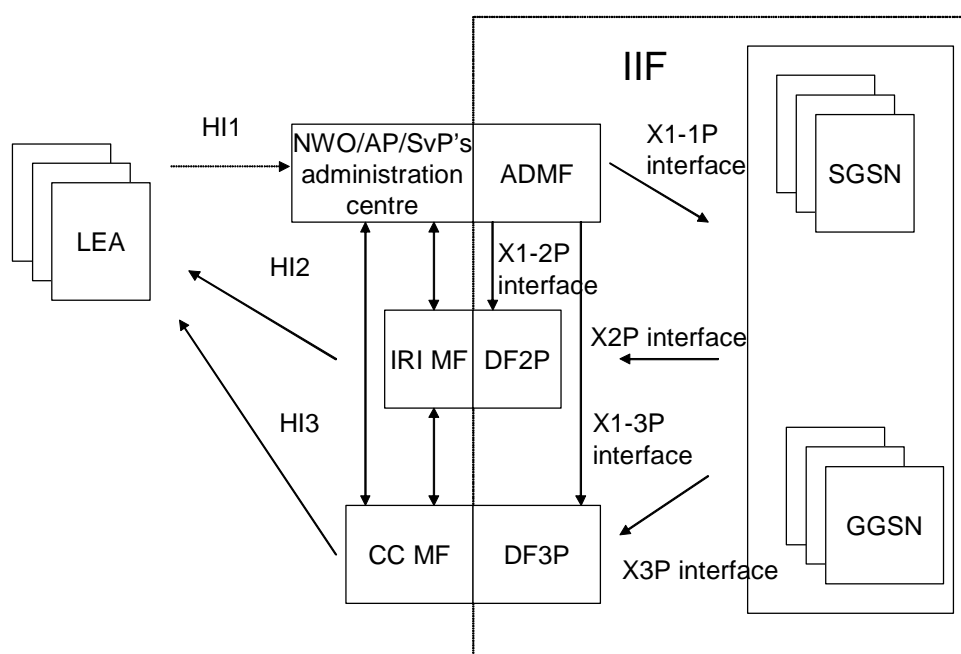 IIF
HI1
NWO/AP/SvP's
administration
centre
ADMF
X1-1P
interface
SGSN
LEA
HI2
X1-2P
interface
IRI MF
DF2P
X2P interface
HI3
X1-3P
interface
CC MF
DF3P
X3P interface
GGSN